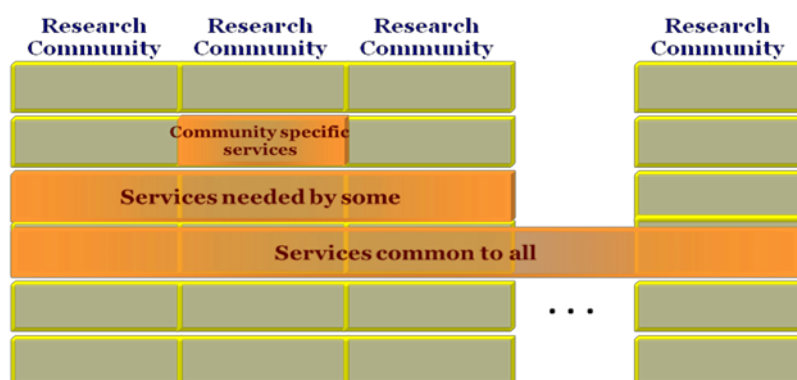 Research Research Research Research
Community Community Community Community
Community specific
services
Services needed by some
Services common to all
. . .